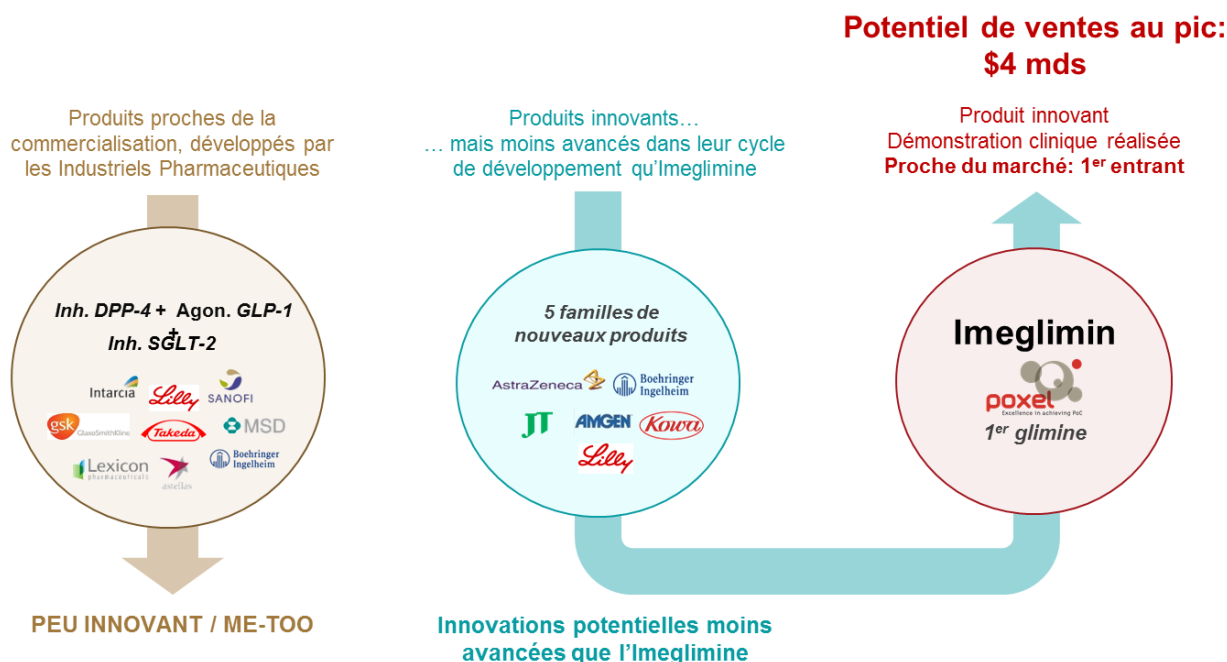 Potentiel de ventes au pic:
$4 mds
Produits proches de la
commercialisation, développés par
les Industriels Pharmaceutiques
Produits innovants…
… mais moins avancés dans leur cycle
de développement qu'Imeglimine
Produit innovant
Démonstration clinique réalisée
Proche du marché: 1er entrant
Inh. DPP-4 + Agon. GLP-1
+
Inh. SGLT-2
Intarcia
Lilly
SANOFI
gsk
GlaxoSmithKline
Takeda
MSD
Lexicon
pharmaceuticals
astellas
Boehringer
Ingelheim
5 familles de
nouveaux produits
AstraZeneca
Boehringer
Ingelheim
JT
AMGEN
Kowa
Lilly
Imeglimin
poxel
Excellence in achieving PoC
1er glimine
PEU INNOVANT / ME-TOO
Innovations potentielles moins
avancées que l'Imeglimine